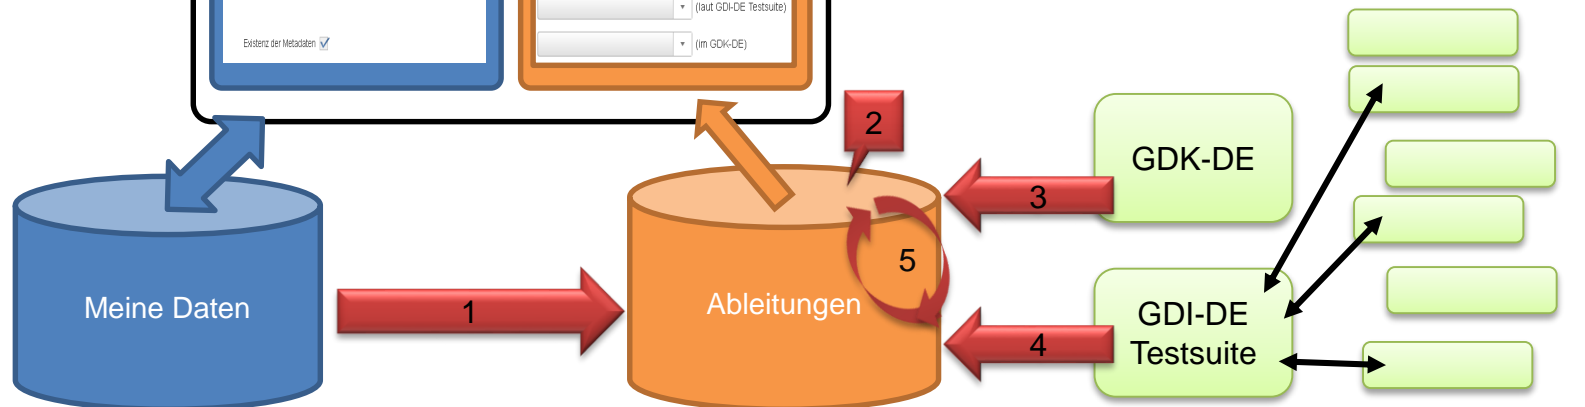 (laut GDI-DE Testsuite)
Existenz der Metadaten
(im GDK-DE)
2
GDK-DE
3
5
Meine Daten
1
Ableitungen
GDI-DE
Testsuite
4